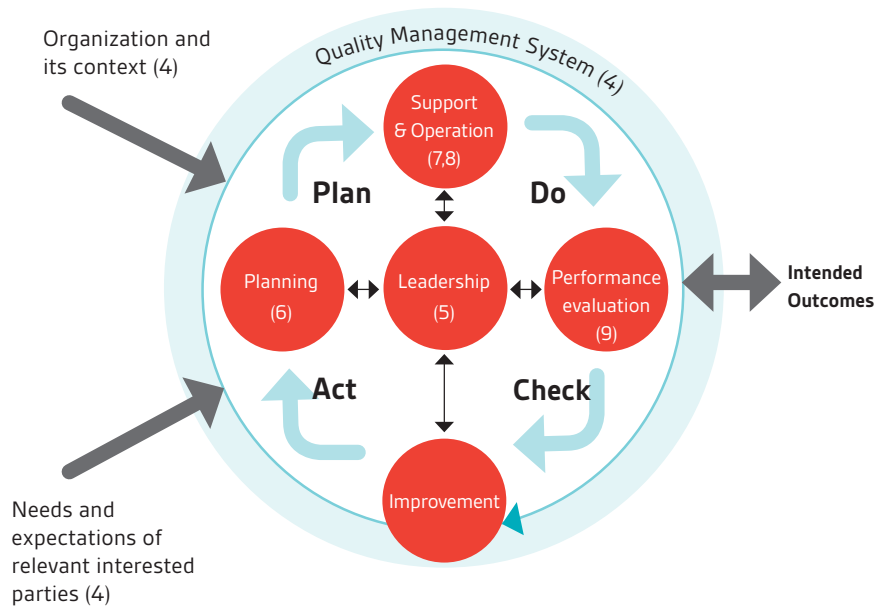 Organization and
its context (4)
Quality Management System (4)
Support
& Operation
(7,8)
Plan
Do
Planning
(6)
Leadership
(5)
Performance
evaluation
(9)
Intended
Outcomes
Act
Check
Improvement
Needs and
expectations of
relevant interested
parties (4)